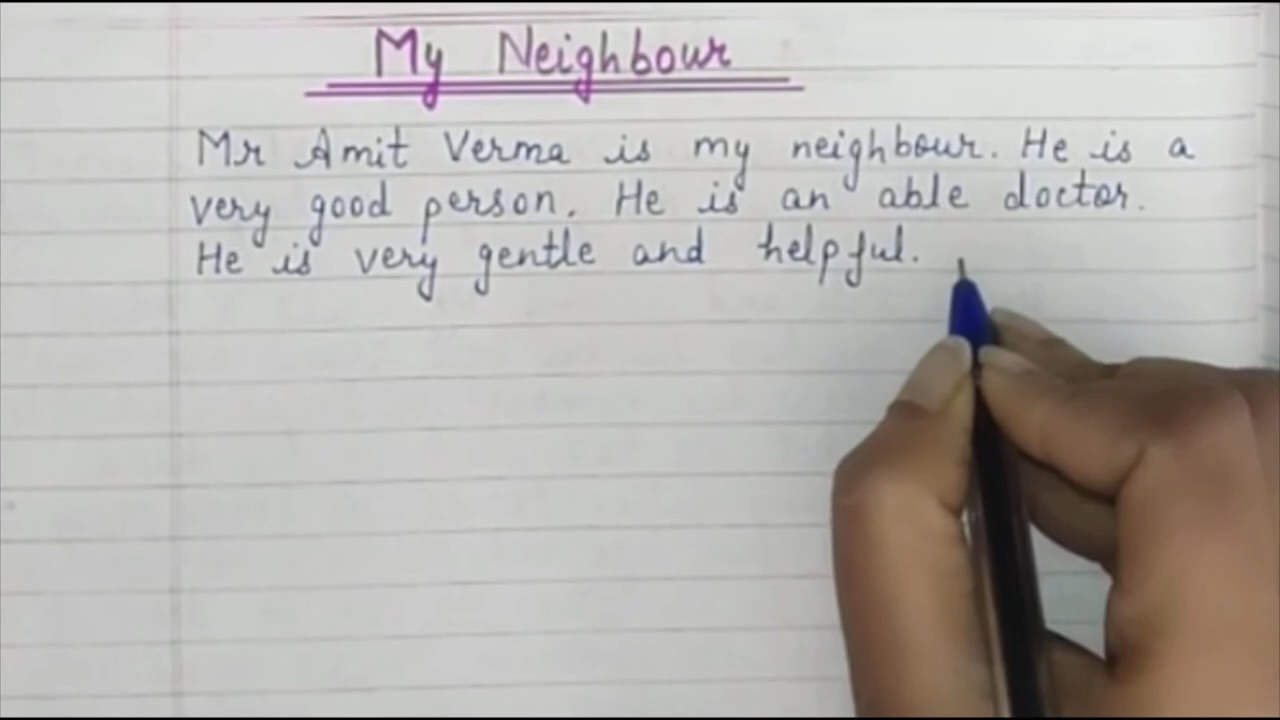 My Neighbour
Mr Amit Verma is my neighbour. He is a
very good person. He is an able doctor.
He is very gentle and helpful.